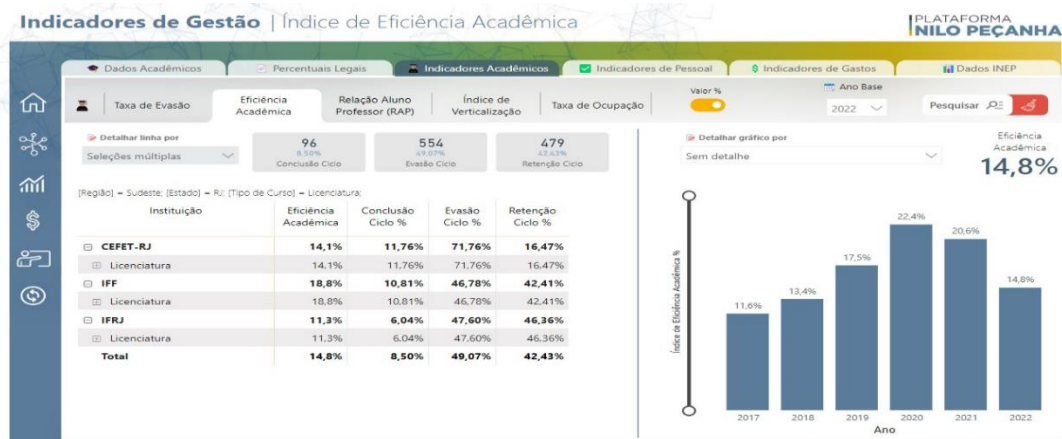 Indicadores de Gestão | Índice de Eficiência Acadêmica
PLATAFORMA
NILO PEÇANHA
Dados Acadêmicos
Percentuais Legais
Indicadores Acadêmicos
Indicadores de Pessoal
Indicadores de Gastos
Dados INEP
Taxa de Evasão
Eficiência
Acadêmica
Relação Aluno
Professor (RAP)
Índice de
Verticalização
Taxa de Ocupação
Valor %
Ano Base
2022
Pesquisar
Detalhar linha por
Seleções múltiplas
96
8.50%
Conclusão Ciclo
554
49.07%
Evasão Ciclo
479
42.43%
Retenção Ciclo
[Região] = Sudeste; [Estado] = RJ; [Tipo de Curso] = Licenciatura;
Instituição Eficiência Acadêmica Conclusão Ciclo % Evasão Ciclo % Retenção Ciclo %
CEFET-RJ 14,1% 11,76% 71,76% 16,47%
Licenciatura 14,1% 11,76% 71,76% 16,47%
IFF 18,8% 10,81% 46,78% 42,41%
Licenciatura 18,8% 10,81% 46,78% 42,41%
IFRJ 11,3% 6,04% 47,60% 46,36%
Licenciatura 11,3% 6,04% 47,60% 46,36%
Total 14,8% 8,50% 49,07% 42,43%
Detalhar gráfico por
Sem detalhe
Eficiência
Acadêmica
14,8%
Índice de Eficiência Acadêmica %
11,6%
13,4%
17,5%
22,4%
20,6%
14,8%
2017 2018 2019 2020 2021 2022
Ano